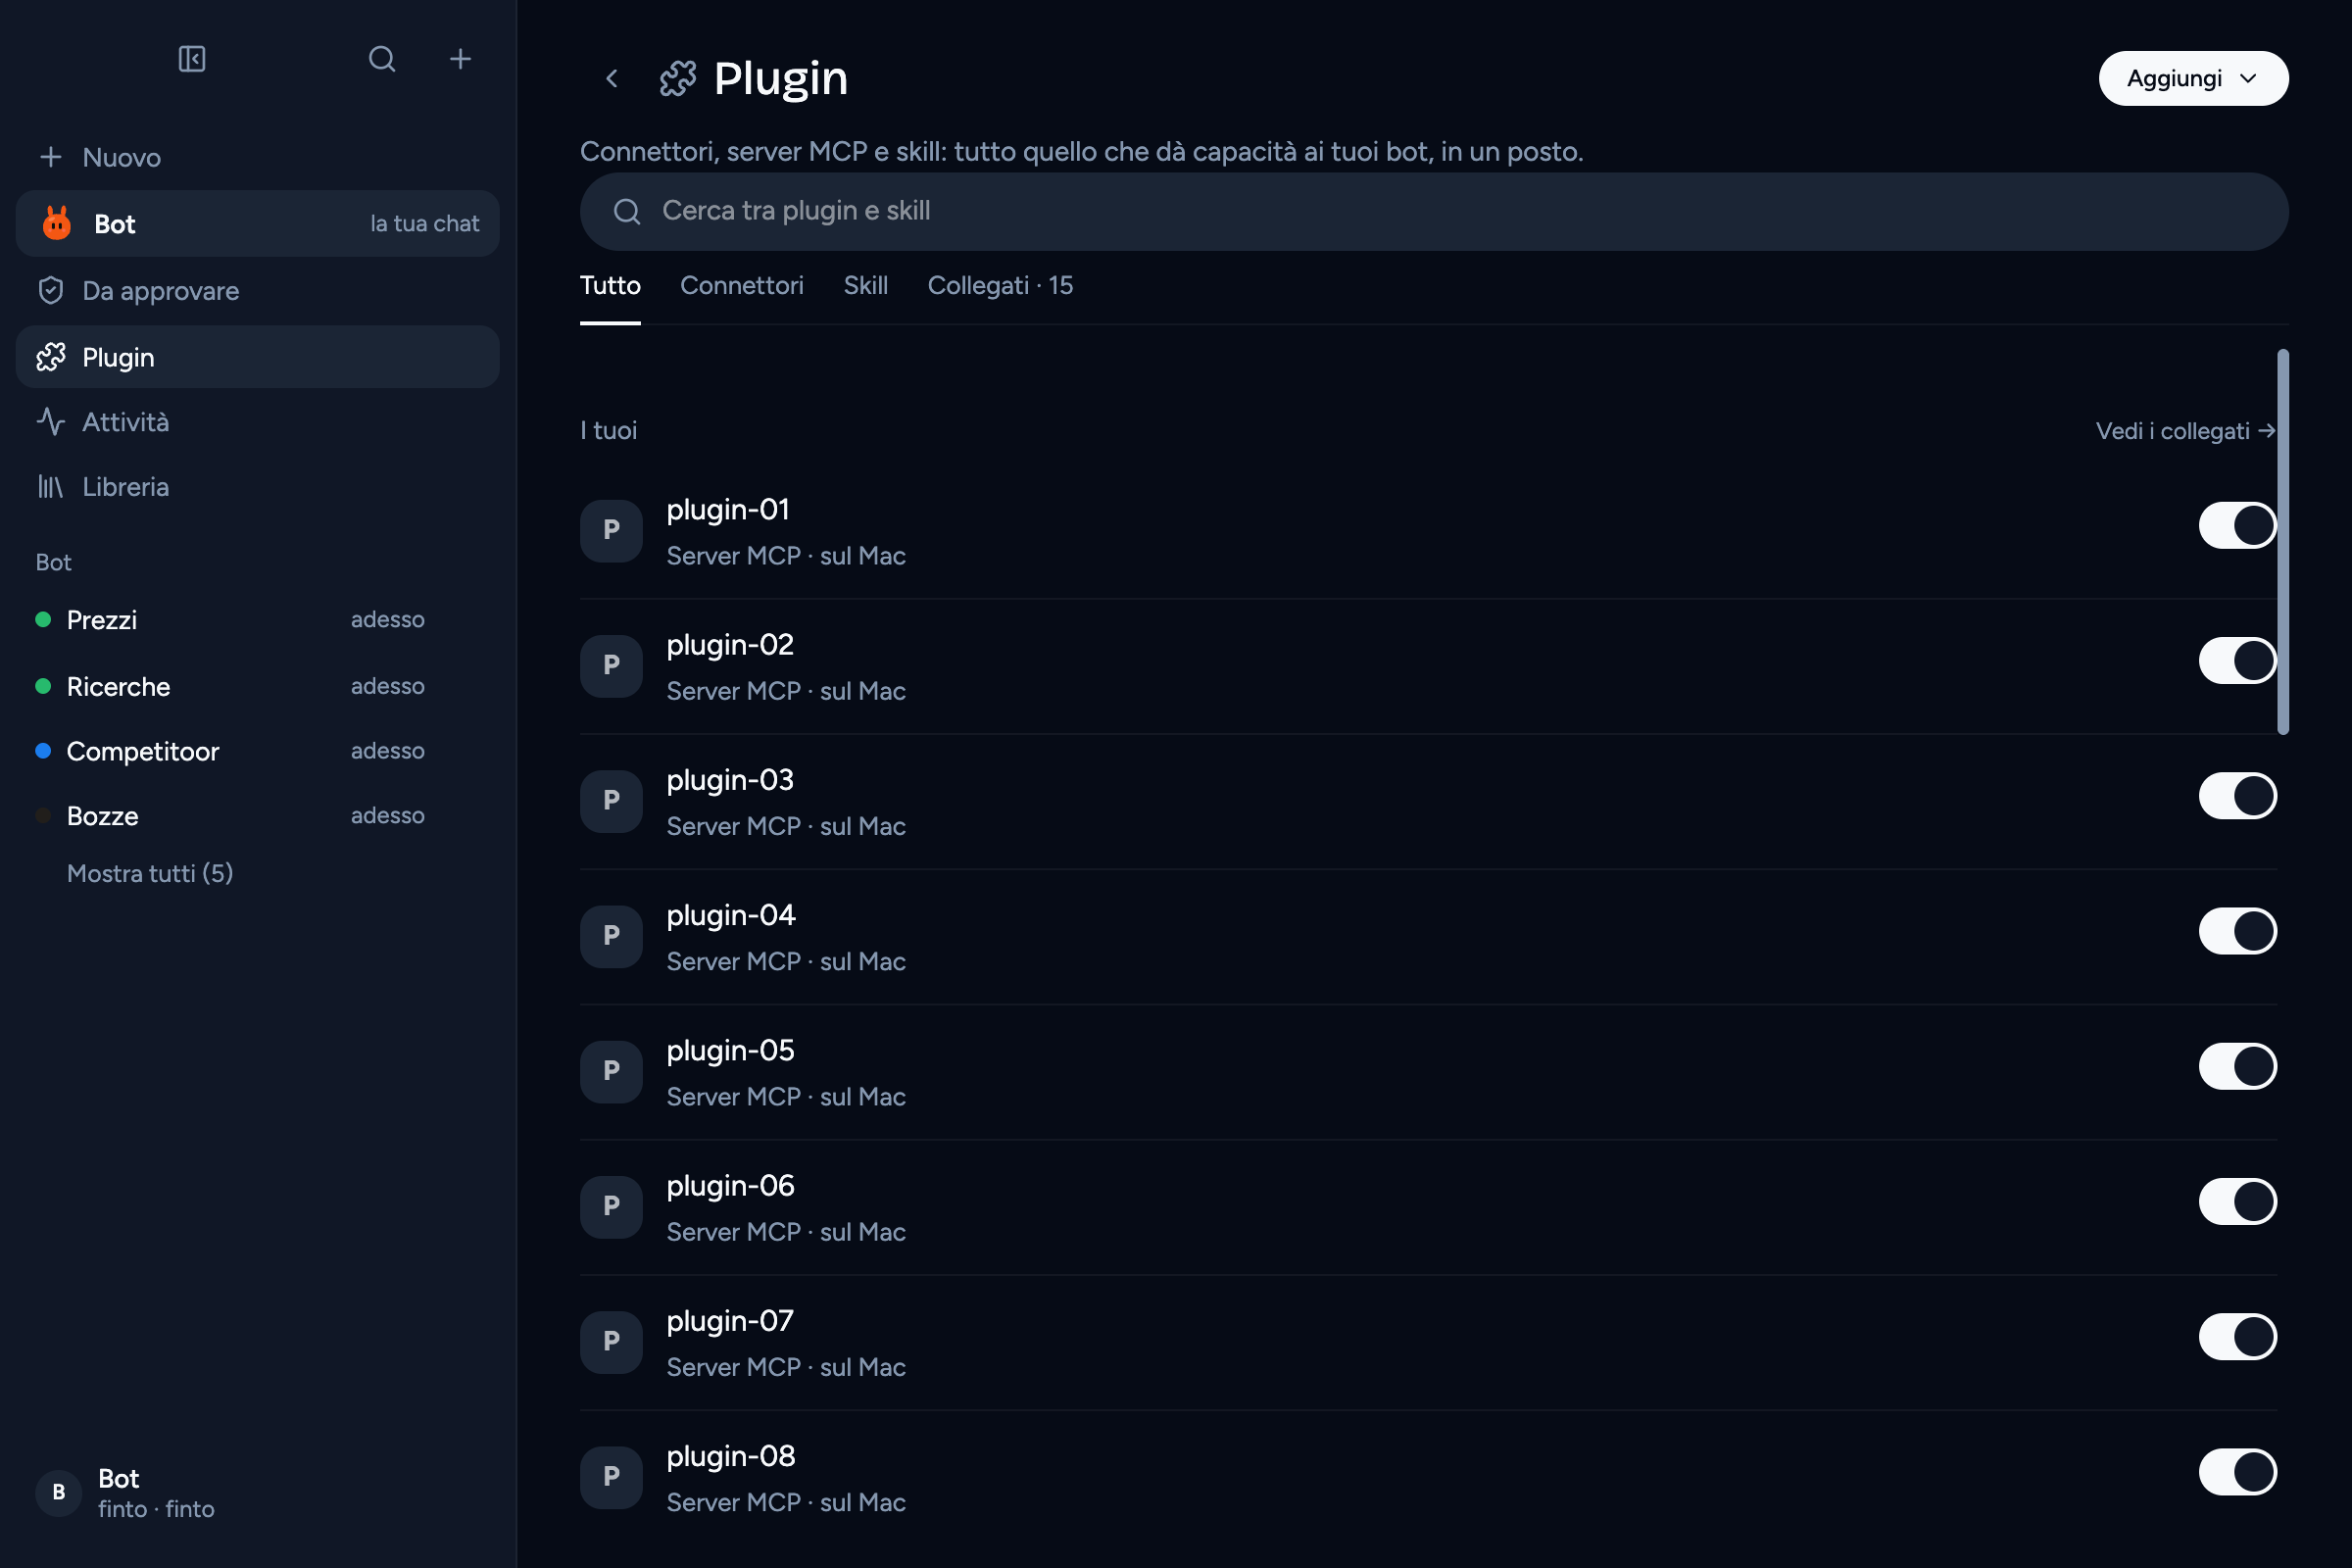 Nuovo
Bot la tua chat
Da approvare
Plugin
Attività
Libreria
Bot
Prezzi adesso
Ricerche adesso
Competitoor adesso
Bozze adesso
Mostra tutti (5)
B
Bot
finto · finto
Plugin
Aggiungi
Connettori, server MCP e skill: tutto quello che dà capacità ai tuoi bot, in un posto.
Cerca tra plugin e skill
Tutto Connettori Skill Collegati · 15
I tuoi Vedi i collegati →
P
plugin-01
Server MCP · sul Mac
P
plugin-02
Server MCP · sul Mac
P
plugin-03
Server MCP · sul Mac
P
plugin-04
Server MCP · sul Mac
P
plugin-05
Server MCP · sul Mac
P
plugin-06
Server MCP · sul Mac
P
plugin-07
Server MCP · sul Mac
P
plugin-08
Server MCP · sul Mac